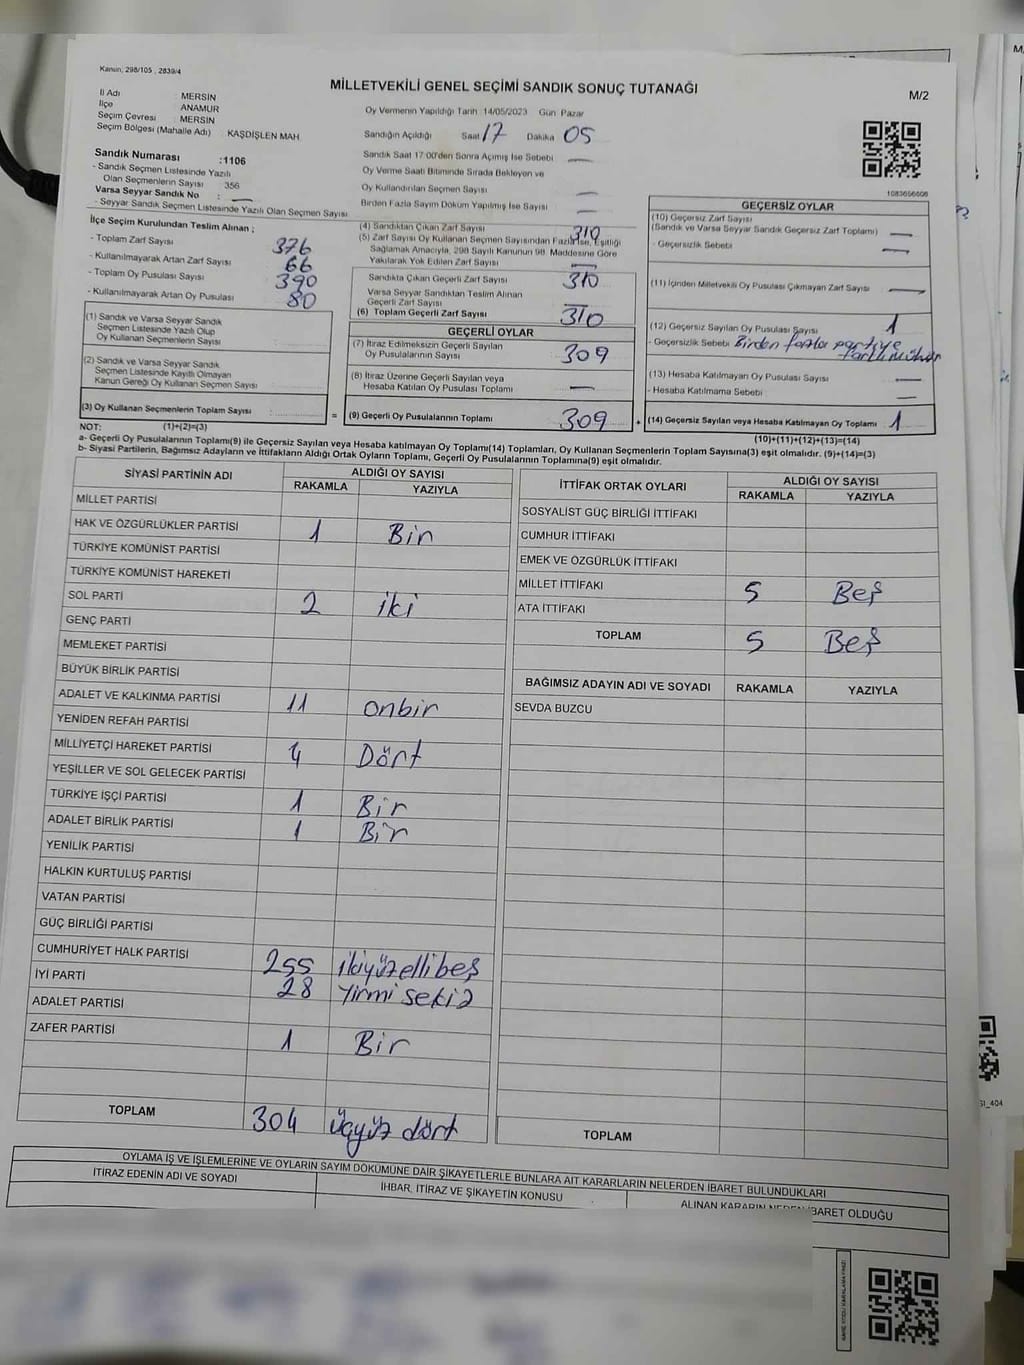 Kanun, 298/105 , 2839/4
MİLLETVEKİLİ GENEL SEÇİMİ SANDIK SONUÇ TUTANAĞI
M/2
İl Adı : MERSİN
İlçe : ANAMUR
Seçim Çevresi : MERSİN
Seçim Bölgesi (Mahalle Adı) : KAŞDİŞLEN MAH
Sandık Numarası :1106
- Sandık Seçmen Listesinde Yazılı
Olan Seçmenlerin Sayısı : 356
Varsa Seyyar Sandık No : —
- Seyyar Sandık Seçmen Listesinde Yazılı Olan Seçmen Sayısı
Oy Vermenin Yapıldığı Tarih :14/05/2023 Gün :Pazar
Sandığın Açıldığı Saat 17 Dakika 05
Sandık Saat 17:00'den Sonra Açılmış İse Sebebi —
Oy Verme Saati Bitiminde Sırada Bekleyen ve
Oy Kullandırılan Seçmen Sayısı —
Birden Fazla Sayım Döküm Yapılmış İse Sayısı —
1083656606
İlçe Seçim Kurulundan Teslim Alınan ;
- Toplam Zarf Sayısı : 376
- Kullanılmayarak Artan Zarf Sayısı : 66
- Toplam Oy Pusulası Sayısı : 390
- Kullanılmayarak Artan Oy Pusulası : 80
(1) Sandık ve Varsa Seyyar Sandık
Seçmen Listesinde Yazılı Olup
Oy Kullanan Seçmenlerin Sayısı :
(2) Sandık ve Varsa Seyyar Sandık
Seçmen Listesinde Kayıtlı Olmayan
Kanun Gereği Oy Kullanan Seçmen Sayısı :
(3) Oy Kullanan Seçmenlerin Toplam Sayısı :
(1)+(2)=(3)
(4) Sandıktan Çıkan Zarf Sayısı : 310
(5) Zarf Sayısı Oy Kullanan Seçmen Sayısından Fazla İse, Eşitliği
Sağlamak Amacıyla, 298 Sayılı Kanunun 98. Maddesine Göre
Yakılarak Yok Edilen Zarf Sayısı : —
Sandıkta Çıkan Geçerli Zarf Sayısı : 310
Varsa Seyyar Sandıktan Teslim Alınan
Geçerli Zarf Sayısı : —
(6) Toplam Geçerli Zarf Sayısı : 310
GEÇERLİ OYLAR
(7) İtiraz Edilmeksizin Geçerli Sayılan
Oy Pusulalarının Sayısı : 309
(8) İtiraz Üzerine Geçerli Sayılan veya
Hesaba Katılan Oy Pusulası Toplamı : —
= (9) Geçerli Oy Pusulalarının Toplamı : 309
GEÇERSİZ OYLAR
(10) Geçersiz Zarf Sayısı
(Sandık ve Varsa Seyyar Sandık Geçersiz Zarf Toplamı) : —
- Geçersizlik Sebebi : —
(11) İçinden Milletvekili Oy Pusulası Çıkmayan Zarf Sayısı : —
(12) Geçersiz Sayılan Oy Pusulası Sayısı : 1
- Geçersizlik Sebebi : Birden fazla partiye
(13) Hesaba Katılmayan Oy Pusulası Sayısı : —
- Hesaba Katılmama Sebebi : —
+ (14) Geçersiz Sayılan veya Hesaba Katılmayan Oy Toplamı : 1
(10)+(11)+(12)+(13)=(14)
NOT:
a- Geçerli Oy Pusulalarının Toplamı(9) ile Geçersiz Sayılan veya Hesaba Katılmayan Oy Toplamı(14) Toplamları, Oy Kullanan Seçmenlerin Toplam Sayısına(3) eşit olmalıdır. (9)+(14)=(3)
b- Siyasi Partilerin, Bağımsız Adayların ve İttifakların Aldığı Ortak Oyların Toplamı, Geçerli Oy Pusulalarının Toplamına(9) eşit olmalıdır.
SİYASİ PARTİNİN ADI ALDIĞI OY SAYISI
RAKAMLA YAZIYLA
MİLLET PARTİSİ
HAK VE ÖZGÜRLÜKLER PARTİSİ 1 Bir
TÜRKİYE KOMÜNİST PARTİSİ
TÜRKİYE KOMÜNİST HAREKETİ
SOL PARTİ 2 iki
GENÇ PARTİ
MEMLEKET PARTİSİ
BÜYÜK BİRLİK PARTİSİ
ADALET VE KALKINMA PARTİSİ 11 onbir
YENİDEN REFAH PARTİSİ
MİLLİYETÇİ HAREKET PARTİSİ 4 Dört
YEŞİLLER VE SOL GELECEK PARTİSİ
TÜRKİYE İŞÇİ PARTİSİ 1 Bir
ADALET BİRLİK PARTİSİ 1 Bir
YENİLİK PARTİSİ
HALKIN KURTULUŞ PARTİSİ
VATAN PARTİSİ
GÜÇ BİRLİĞİ PARTİSİ
CUMHURİYET HALK PARTİSİ 255 ikiyüzellibeş
İYİ PARTİ 28 Yirmi sekiz
ADALET PARTİSİ
ZAFER PARTİSİ 1 Bir
TOPLAM 304 üçyüz dört
İTTİFAK ORTAK OYLARI ALDIĞI OY SAYISI
RAKAMLA YAZIYLA
SOSYALİST GÜÇ BİRLİĞİ İTTİFAKI
CUMHUR İTTİFAKI
EMEK VE ÖZGÜRLÜK İTTİFAKI
MİLLET İTTİFAKI 5 Beş
ATA İTTİFAKI
TOPLAM 5 Beş
BAĞIMSIZ ADAYIN ADI VE SOYADI RAKAMLA YAZIYLA
SEVDA BUZCU
TOPLAM
OYLAMA İŞ VE İŞLEMLERİNE VE OYLARIN SAYIM DÖKÜMÜNE DAİR ŞİKAYETLERLE BUNLARA AİT KARARLARIN NELERDEN İBARET BULUNDUKLARI
İTİRAZ EDENİN ADI VE SOYADI
İHBAR, İTİRAZ VE ŞİKAYETİN KONUSU
ALINAN KARARIN NEDEN İBARET OLDUĞU